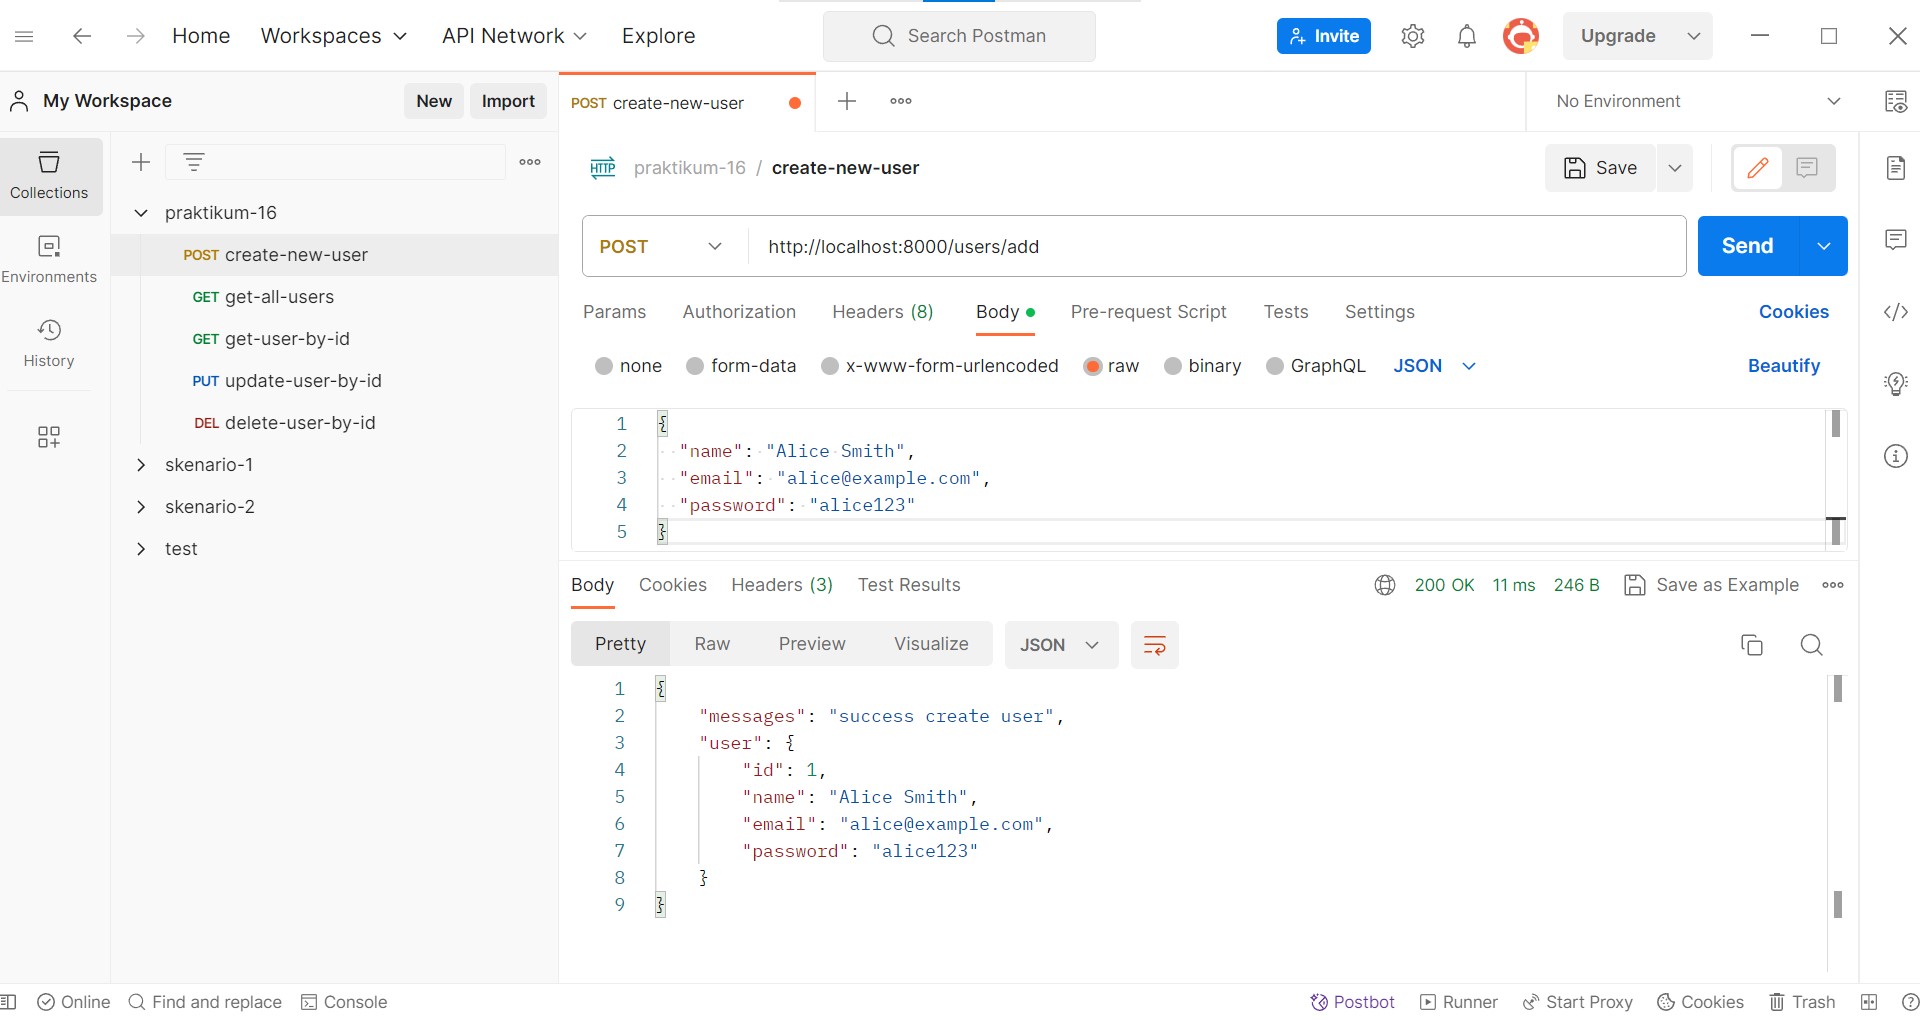 Home Workspaces API Network Explore Search Postman Invite Upgrade
My Workspace New Import POST create-new-user No Environment
Collections
Environments
History
praktikum-16
POST create-new-user
GET get-all-users
GET get-user-by-id
PUT update-user-by-id
DEL delete-user-by-id
skenario-1
skenario-2
test
HTTP praktikum-16 / create-new-user Save
POST http://localhost:8000/users/add Send
Params Authorization Headers (8) Body Pre-request Script Tests Settings Cookies
none form-data x-www-form-urlencoded raw binary GraphQL JSON Beautify
1 {
2 "name": "Alice Smith",
3 "email": "alice@example.com",
4 "password": "alice123"
5 }
Body Cookies Headers (3) Test Results 200 OK 11 ms 246 B Save as Example
Pretty Raw Preview Visualize JSON
1 {
2 "messages": "success create user",
3 "user": {
4 "id": 1,
5 "name": "Alice Smith",
6 "email": "alice@example.com",
7 "password": "alice123"
8 }
9 }
Online Find and replace Console Postbot Runner Start Proxy Cookies Trash